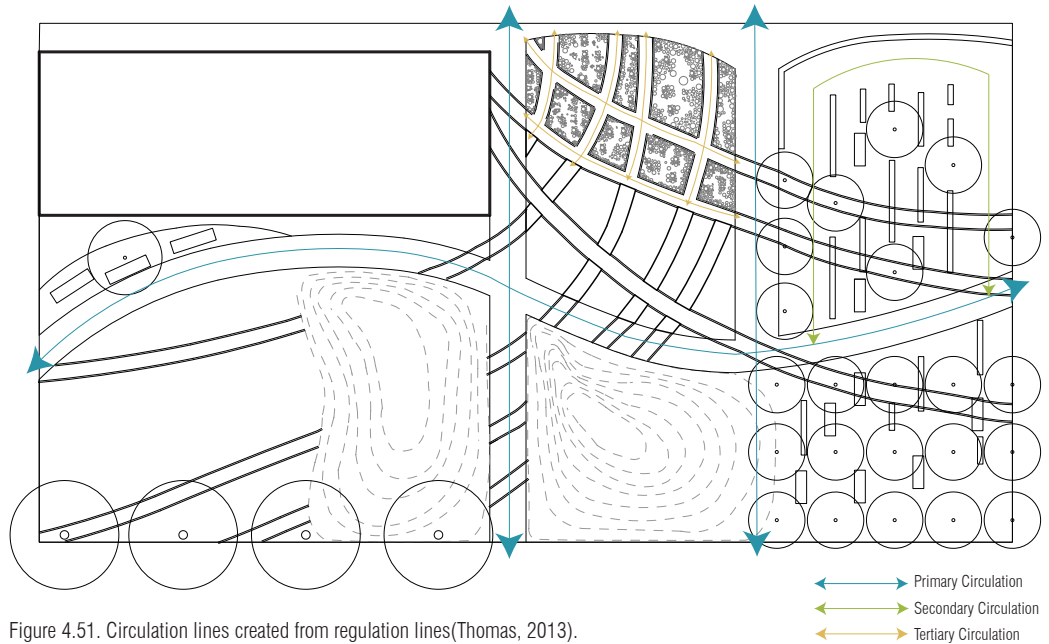 Primary Circulation
Secondary Circulation
Tertiary Circulation
Figure 4.51. Circulation lines created from regulation lines(Thomas, 2013).